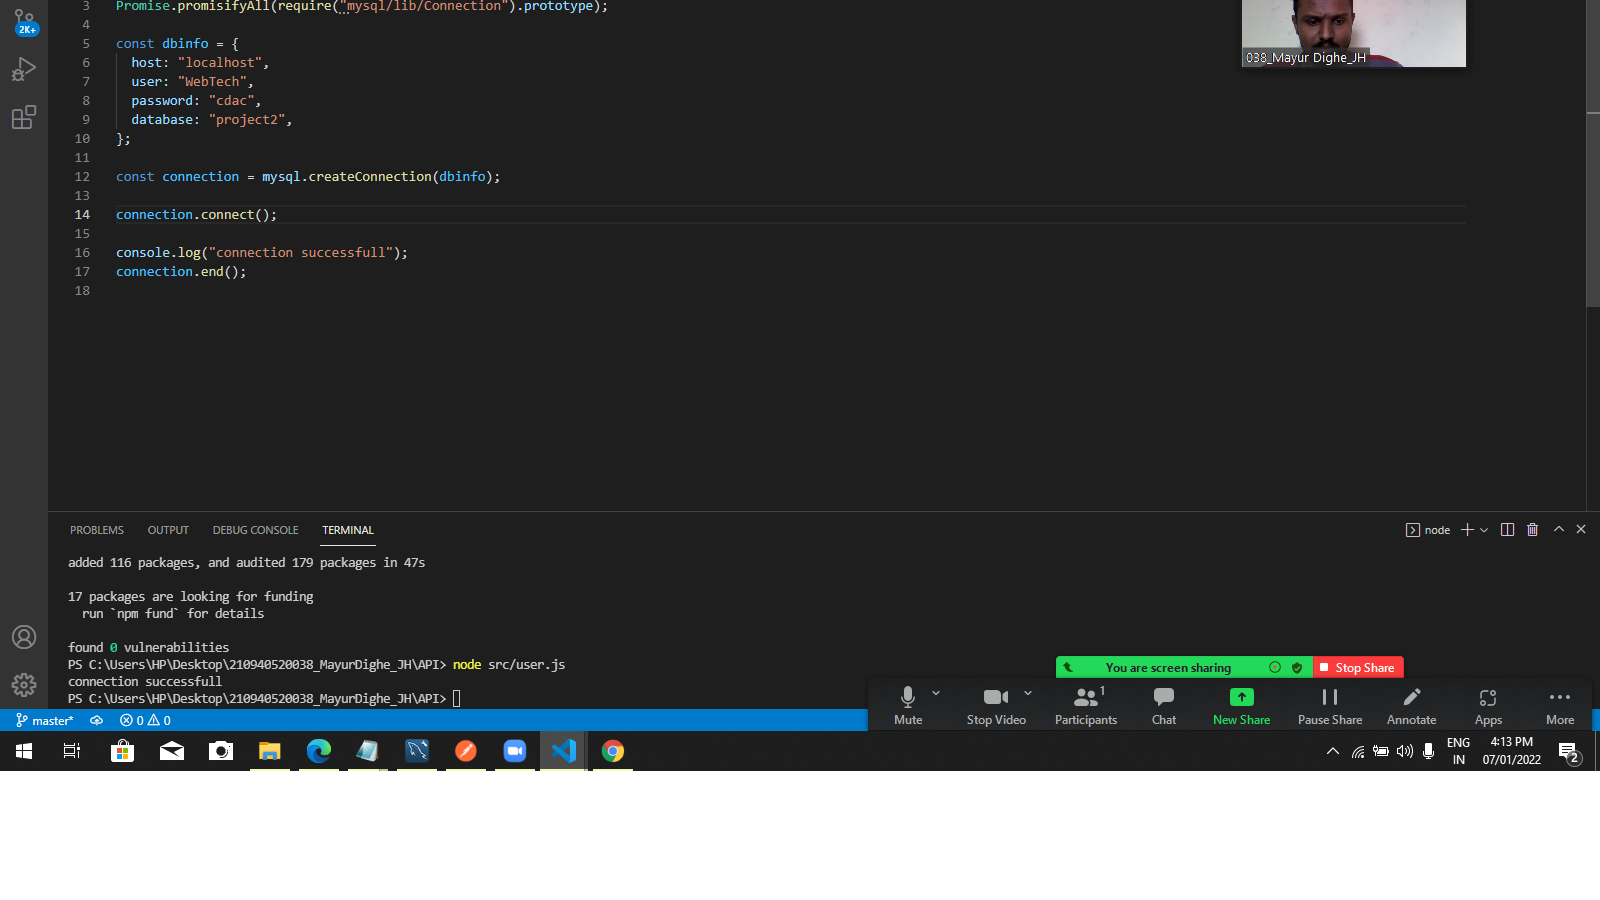 3 Promise.promisifyAll(require("mysql/lib/Connection").prototype);
4
5 const dbinfo = {
6 host: "localhost",
7 user: "WebTech",
8 password: "cdac",
9 database: "project2",
10 };
11
12 const connection = mysql.createConnection(dbinfo);
13
14 connection.connect();
15
16 console.log("connection successfull");
17 connection.end();
18
2K+
038_Mayur Dighe_JH
PROBLEMS OUTPUT DEBUG CONSOLE TERMINAL
node
added 116 packages, and audited 179 packages in 47s
17 packages are looking for funding
run `npm fund` for details
found 0 vulnerabilities
PS C:\Users\HP\Desktop\210940520038_MayurDighe_JH\API> node src/user.js
connection successfull
PS C:\Users\HP\Desktop\210940520038_MayurDighe_JH\API>
You are screen sharing Stop Share
1
Mute Stop Video Participants Chat New Share Pause Share Annotate Apps More
master* 0 0
ENG 4:13 PM
IN 07/01/2022
2